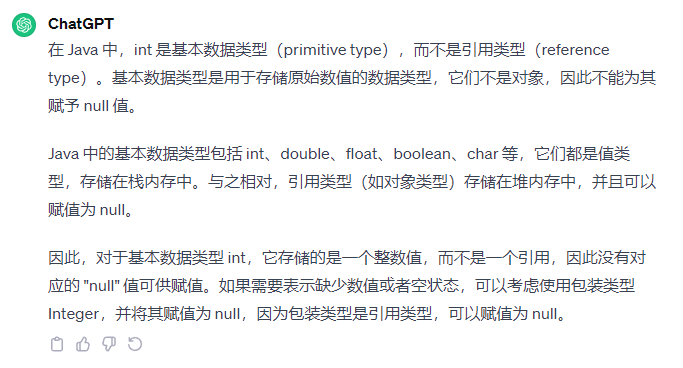 ChatGPT
在 Java 中，int 是基本数据类型（primitive type），而不是引用类型（reference
type）。基本数据类型是用于存储原始数值的数据类型，它们不是对象，因此不能为其
赋予 null 值。
Java 中的基本数据类型包括 int、double、float、boolean、char 等，它们都是值类
型，存储在栈内存中。与之相对，引用类型（如对象类型）存储在堆内存中，并且可以
赋值为 null。
因此，对于基本数据类型 int，它存储的是一个整数值，而不是一个引用，因此没有对
应的 "null" 值可供赋值。如果需要表示缺少数值或者空状态，可以考虑使用包装类型
Integer，并将其赋值为 null，因为包装类型是引用类型，可以赋值为 null。